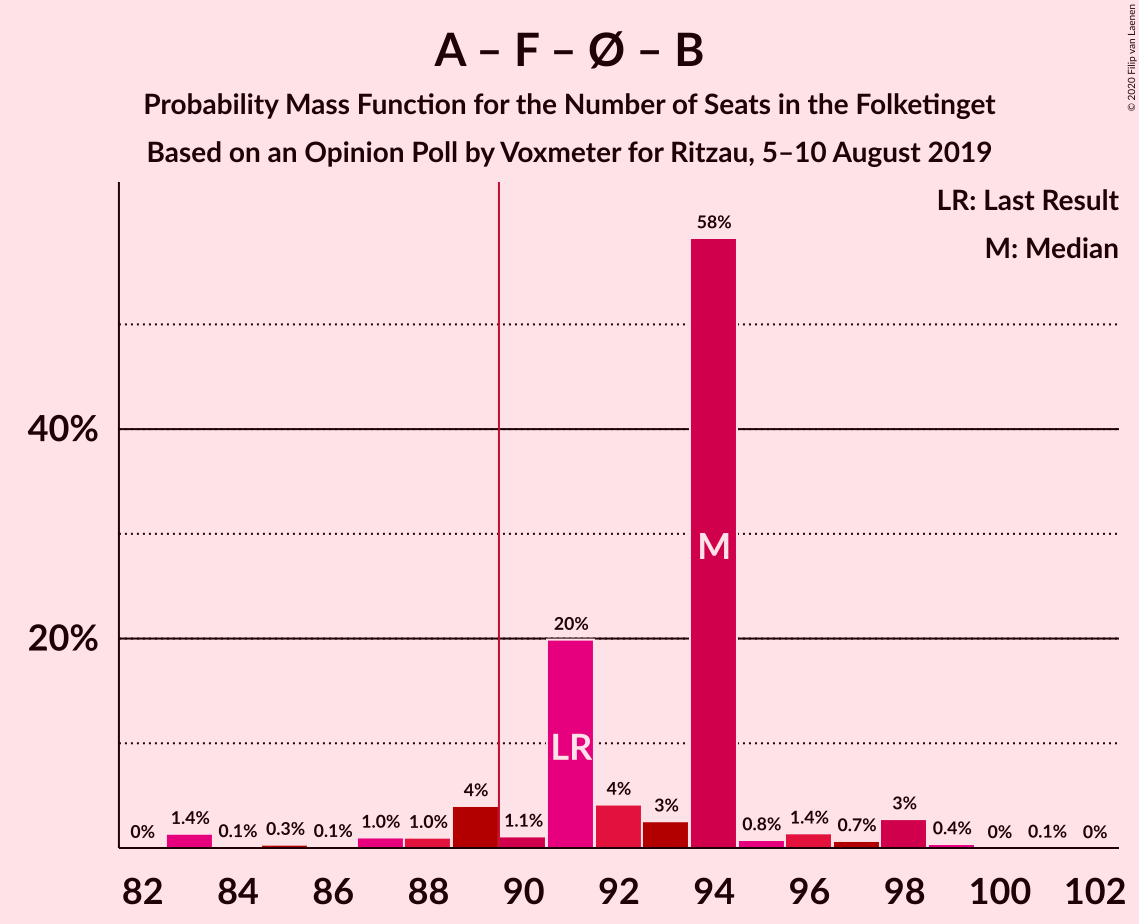 A – F – Ø – B
Probability Mass Function for the Number of Seats in the Folketinget
Based on an Opinion Poll by Voxmeter for Ritzau, 5–10 August 2019
© 2020 Filip van Laenen
LR: Last Result
M: Median
58%
40%
M
20%
20%
LR
4%
4%
3%
3%
0%
1.4%
0.1%
0.3%
0.1%
1.0%
1.0%
1.1%
0.8%
1.4%
0.7%
0.4%
0%
0.1%
0%
82 84 86 88 90 92 94 96 98 100 102